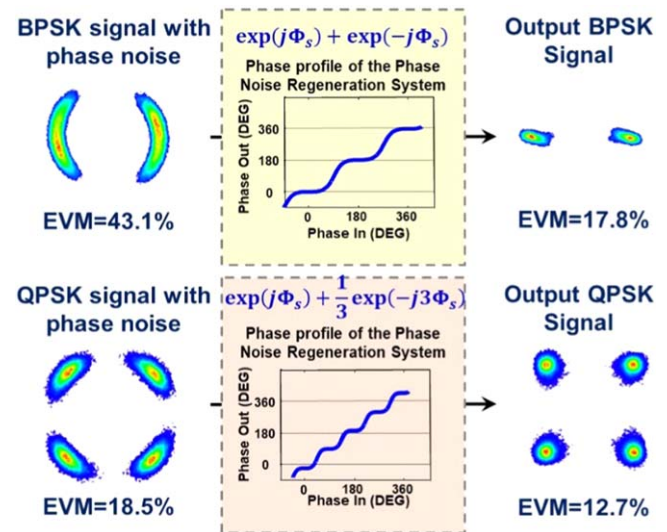 BPSK signal with
phase noise
EVM=43.1%
exp(jΦₛ) + exp(−jΦₛ)
Phase profile of the Phase
Noise Regeneration System
Phase Out (DEG)
360
180
0
0 180 360
Phase In (DEG)
Output BPSK
Signal
EVM=17.8%
QPSK signal with
phase noise
EVM=18.5%
exp(jΦₛ) + 1/3 exp(−j3Φₛ)
Phase profile of the Phase
Noise Regeneration System
Phase Out (DEG)
360
180
0
0 180 360
Phase In (DEG)
Output QPSK
Signal
EVM=12.7%